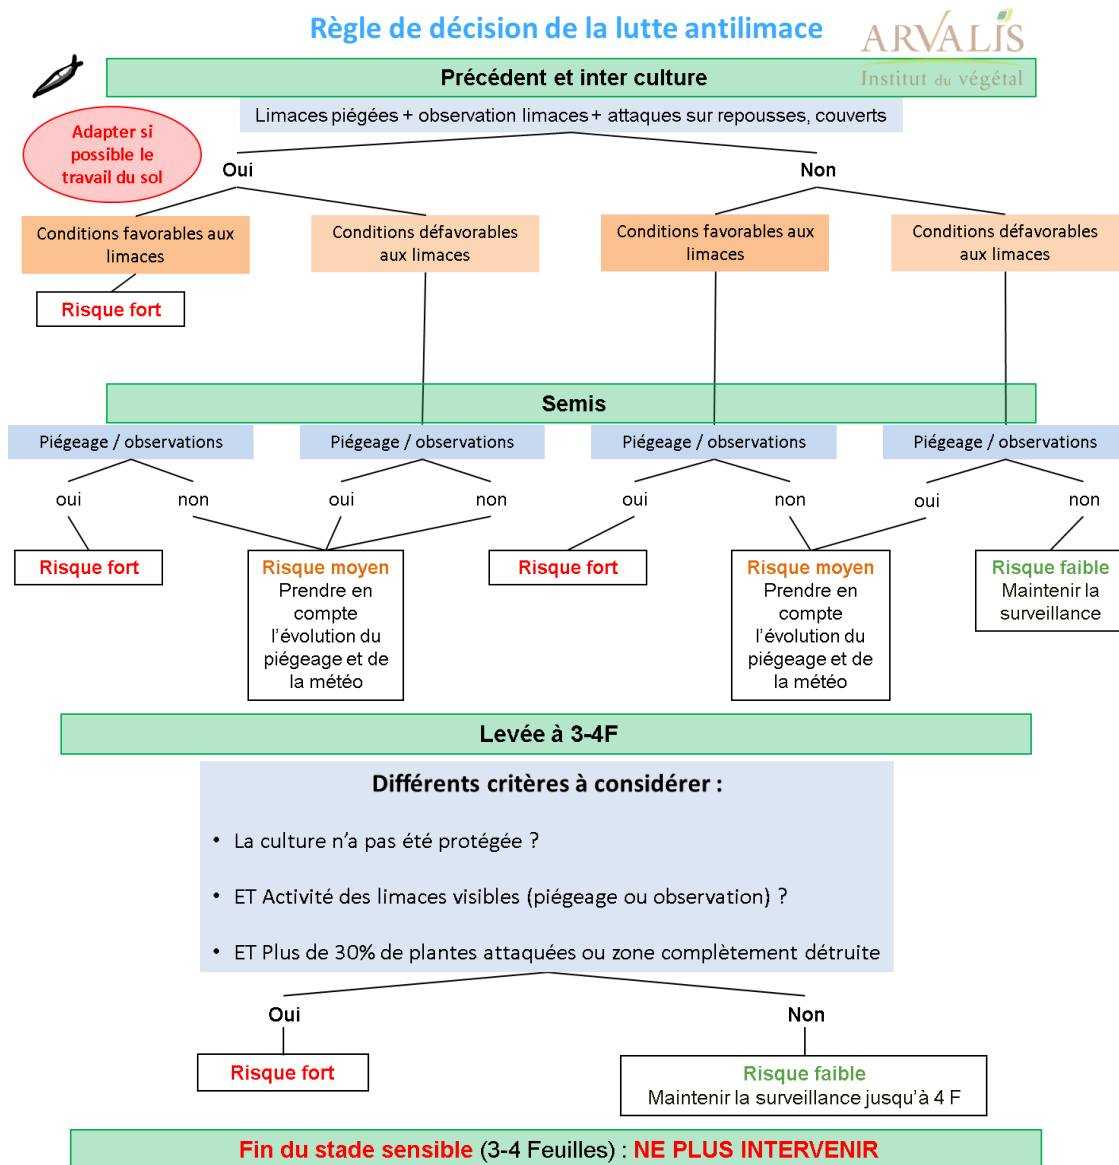 Règle de décision de la lutte antilimace
ARVALIS
Institut du végétal
Précédent et inter culture
Limaces piégées + observation limaces + attaques sur repousses, couverts
Adapter si
possible le
travail du sol
Oui
Non
Conditions favorables aux
limaces
Conditions défavorables
aux limaces
Conditions favorables aux
limaces
Conditions défavorables
aux limaces
Risque fort
Semis
Piégeage / observations
Piégeage / observations
Piégeage / observations
Piégeage / observations
oui
non
oui
non
oui
non
oui
non
Risque fort
Risque moyen
Prendre en
compte
l'évolution du
piégeage et de
la météo
Risque fort
Risque moyen
Prendre en
compte
l'évolution du
piégeage et de
la météo
Risque faible
Maintenir la
surveillance
Levée à 3-4F
Différents critères à considérer :
• La culture n'a pas été protégée ?
• ET Activité des limaces visibles (piégeage ou observation) ?
• ET Plus de 30% de plantes attaquées ou zone complètement détruite
Oui
Non
Risque fort
Risque faible
Maintenir la surveillance jusqu'à 4 F
Fin du stade sensible (3-4 Feuilles) : NE PLUS INTERVENIR